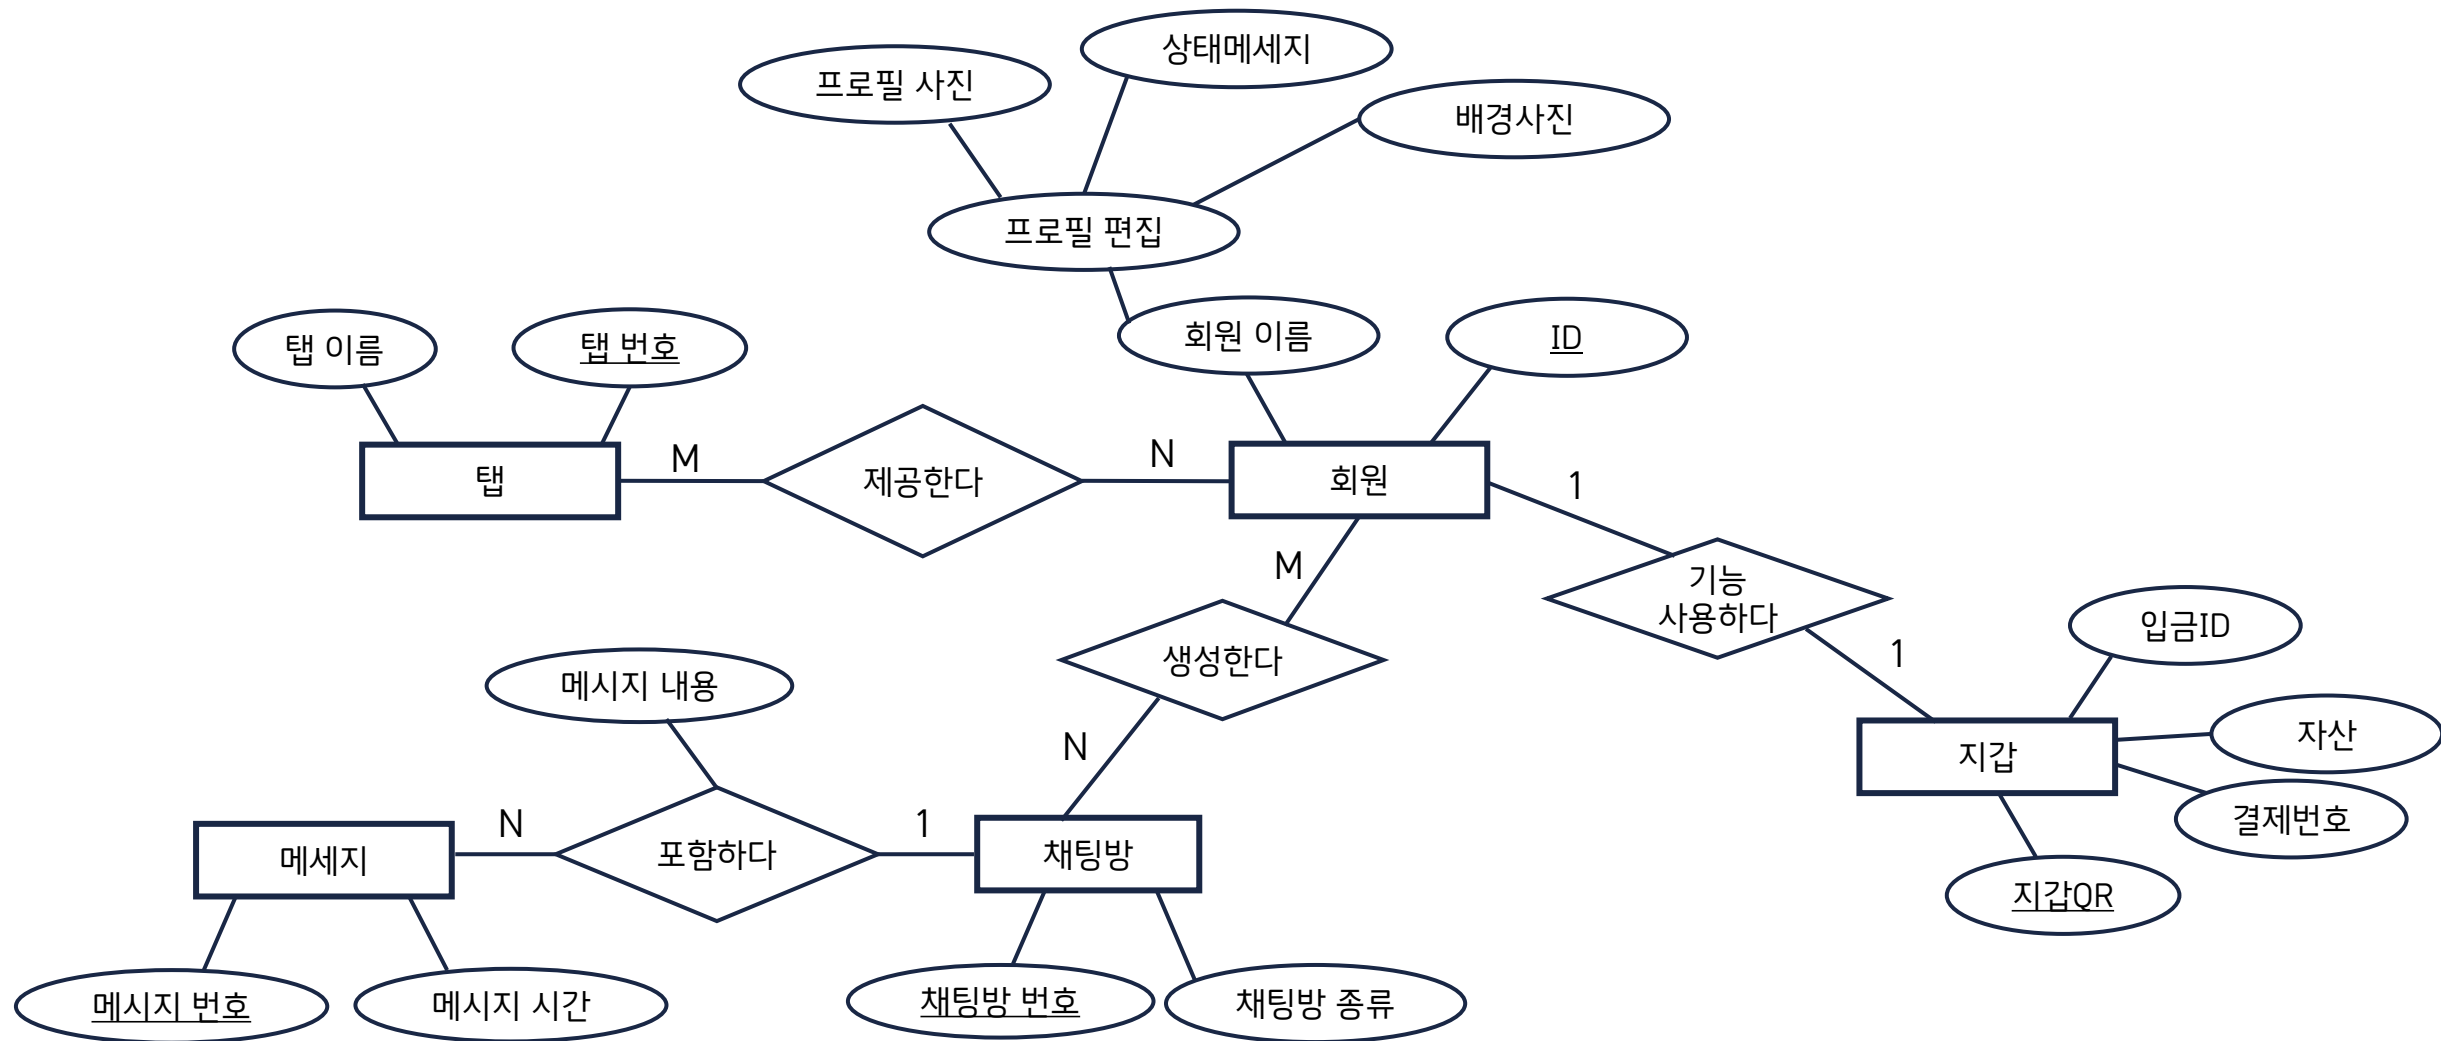 상태메세지
프로필 사진
배경사진
프로필 편집
탭 이름
탭 번호
회원 이름
ID
탭
M
제공한다
N
회원
1
M
기능
사용하다
생성한다
1
입금ID
메시지 내용
N
자산
지갑
결제번호
메세지
N
포함하다
1
채팅방
지갑QR
메시지 번호
메시지 시간
채팅방 번호
채팅방 종류